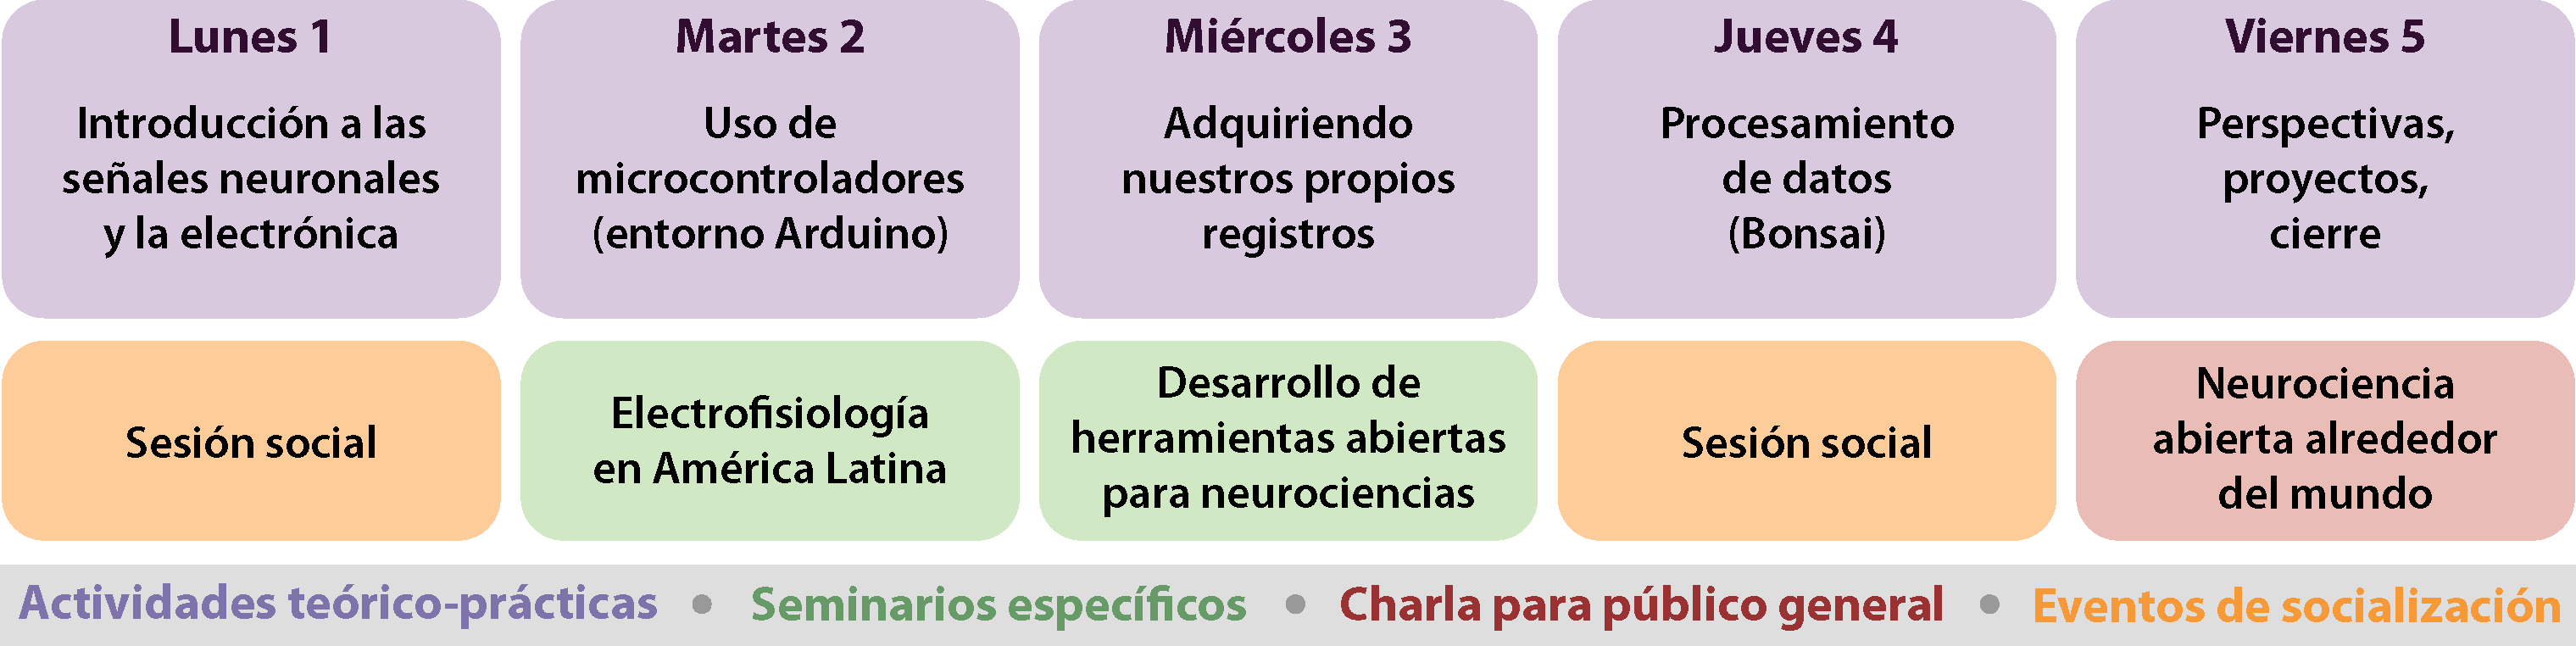 Lunes 1
Introducción a las
señales neuronales
y la electrónica
Martes 2
Uso de
microcontroladores
(entorno Arduino)
Miércoles 3
Adquiriendo
nuestros propios
registros
Jueves 4
Procesamiento
de datos
(Bonsai)
Viernes 5
Perspectivas,
proyectos,
cierre
Sesión social
Electrofisiología
en América Latina
Desarrollo de
herramientas abiertas
para neurociencias
Sesión social
Neurociencia
abierta alrededor
del mundo
Actividades teórico-prácticas • Seminarios específicos • Charla para público general • Eventos de socialización